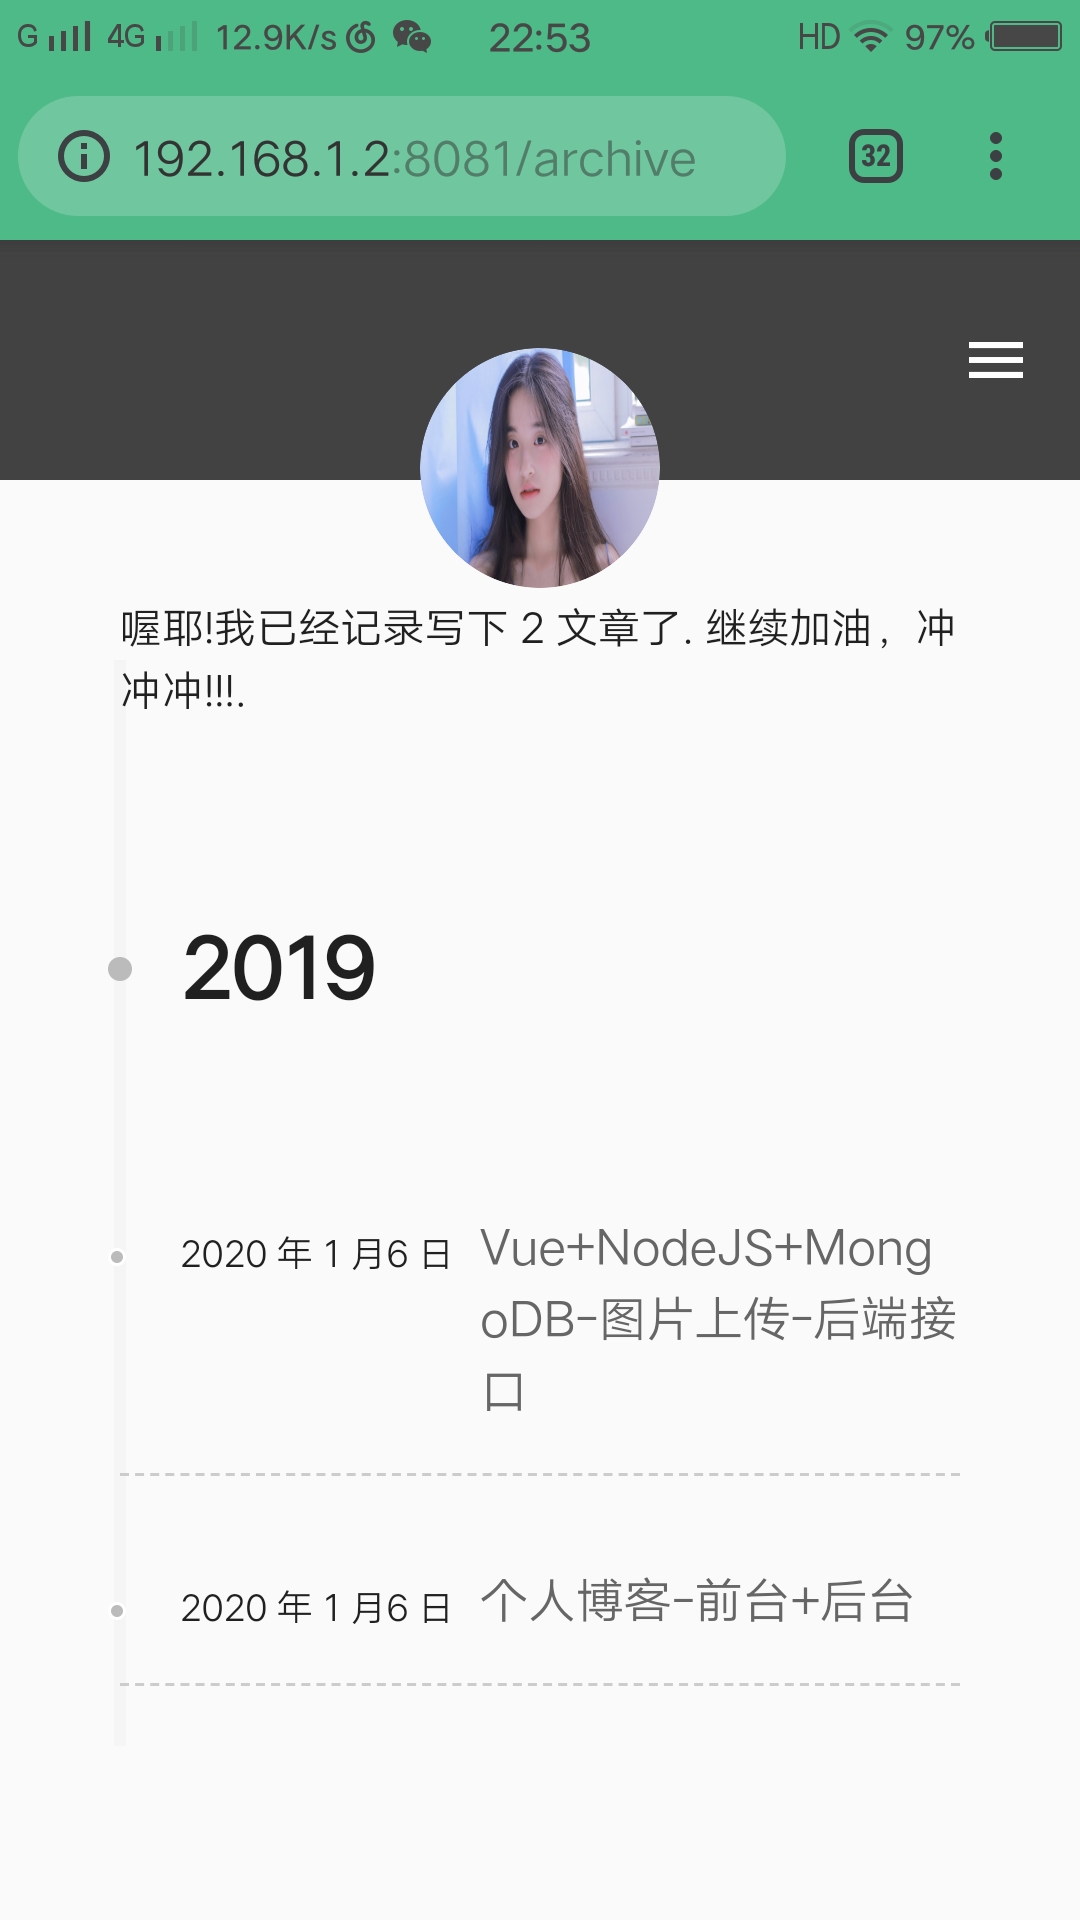 G 4G 12.9K/s 22:53 HD 97%
192.168.1.2:8081/archive 32
喔耶!我已经记录写下 2 文章了. 继续加油，冲
冲冲!!!.
2019
2020 年 1 月6 日 Vue+NodeJS+Mong
oDB-图片上传-后端接
口
2020 年 1 月6 日 个人博客-前台+后台